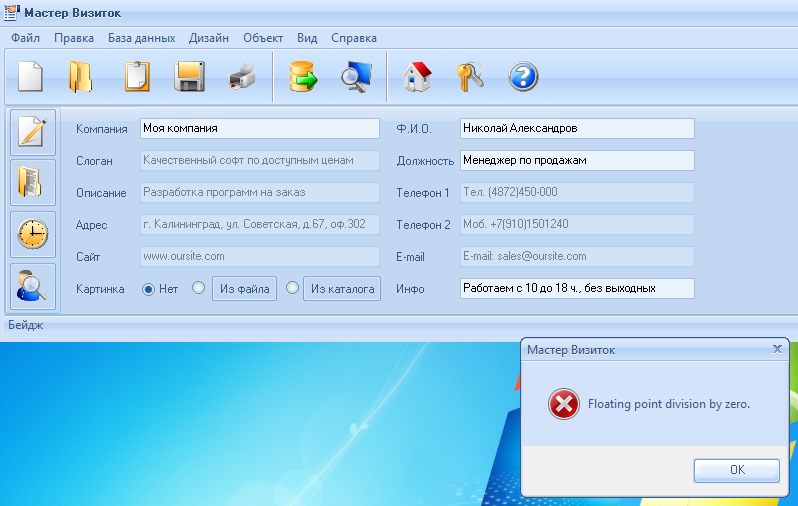 Мастер Визиток
Файл Правка База данных Дизайн Объект Вид Справка
Компания Моя компания Ф.И.О. Николай Александров
Слоган Качественный софт по доступным ценам Должность Менеджер по продажам
Описание Разработка программ на заказ Телефон 1 Тел. (4872)450-000
Адрес г. Калининград, ул. Советская, д.67, оф.302 Телефон 2 Моб. +7(910)1501240
Сайт www.oursite.com E-mail E-mail: sales@oursite.com
Картинка Нет Из файла Из каталога Инфо Работаем с 10 до 18 ч., без выходных
Бейдж
Мастер Визиток
Floating point division by zero.
OK